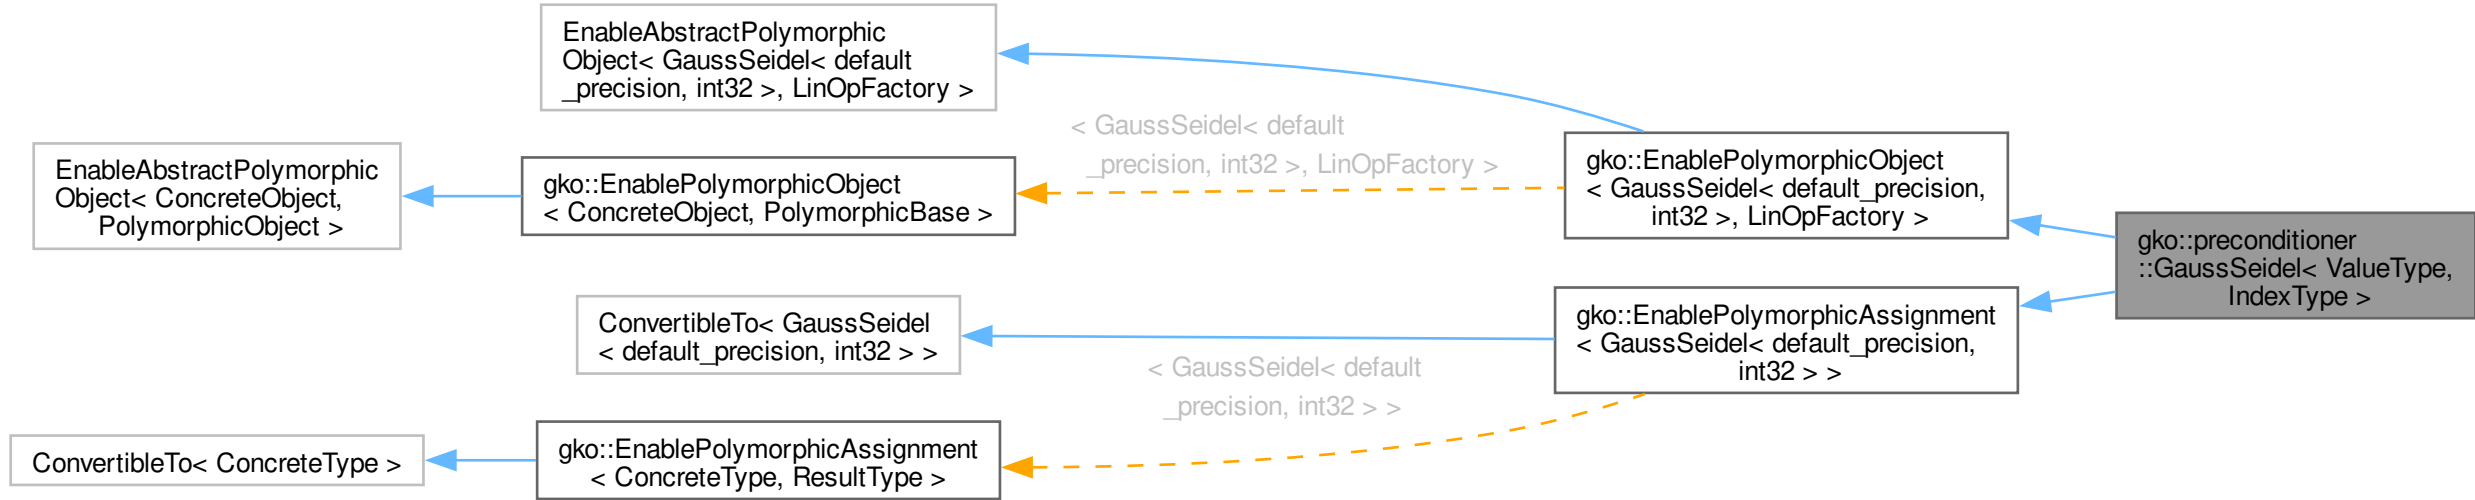 EnableAbstractPolymorphic
Object< GaussSeidel< default
_precision, int32 >, LinOpFactory >
< GaussSeidel< default
_precision, int32 >, LinOpFactory >
EnableAbstractPolymorphic
Object< ConcreteObject,
PolymorphicObject >
gko::EnablePolymorphicObject
< ConcreteObject, PolymorphicBase >
gko::EnablePolymorphicObject
< GaussSeidel< default_precision,
int32 >, LinOpFactory >
gko::preconditioner
::GaussSeidel< ValueType,
IndexType >
ConvertibleTo< GaussSeidel
< default_precision, int32 > >
gko::EnablePolymorphicAssignment
< GaussSeidel< default_precision,
int32 > >
< GaussSeidel< default
_precision, int32 > >
ConvertibleTo< ConcreteType >
gko::EnablePolymorphicAssignment
< ConcreteType, ResultType >